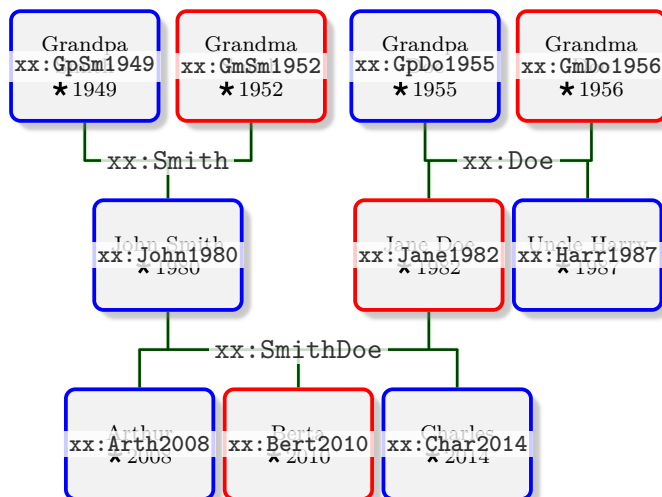 Grandpa
xx:GpSm1949
★ 1949
Grandma
xx:GmSm1952
★ 1952
Grandpa
xx:GpDo1955
★ 1955
Grandma
xx:GmDo1956
★ 1956
xx:Smith
xx:Doe
John Smith
xx:John1980
★ 1980
Jane Doe
xx:Jane1982
★ 1982
Uncle Harry
xx:Harr1987
★ 1987
xx:SmithDoe
Arthur
xx:Arth2008
★ 2008
Berta
xx:Bert2010
★ 2010
Charles
xx:Char2014
★ 2014